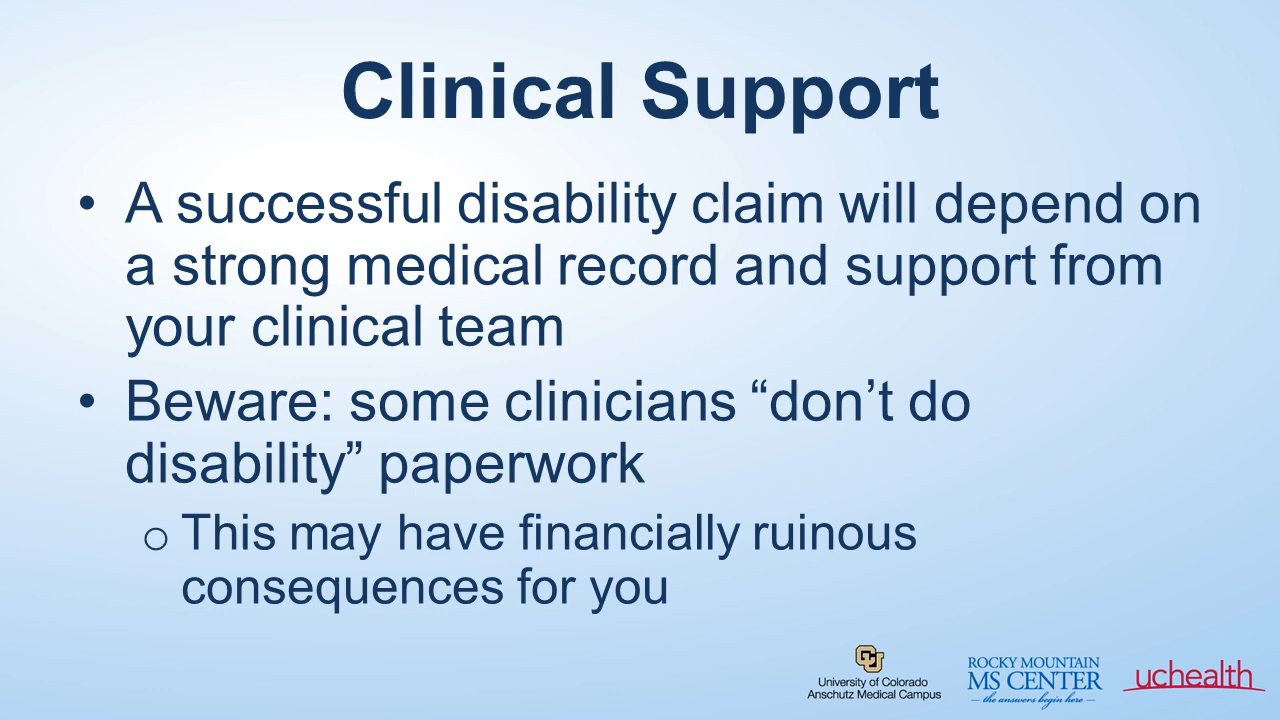 Clinical Support
• A successful disability claim will depend on
a strong medical record and support from
your clinical team
• Beware: some clinicians “don’t do
disability” paperwork
o This may have financially ruinous
consequences for you
CU
University of Colorado
Anschutz Medical Campus
ROCKY MOUNTAIN
MS CENTER
— the answers begin here —
uchealth